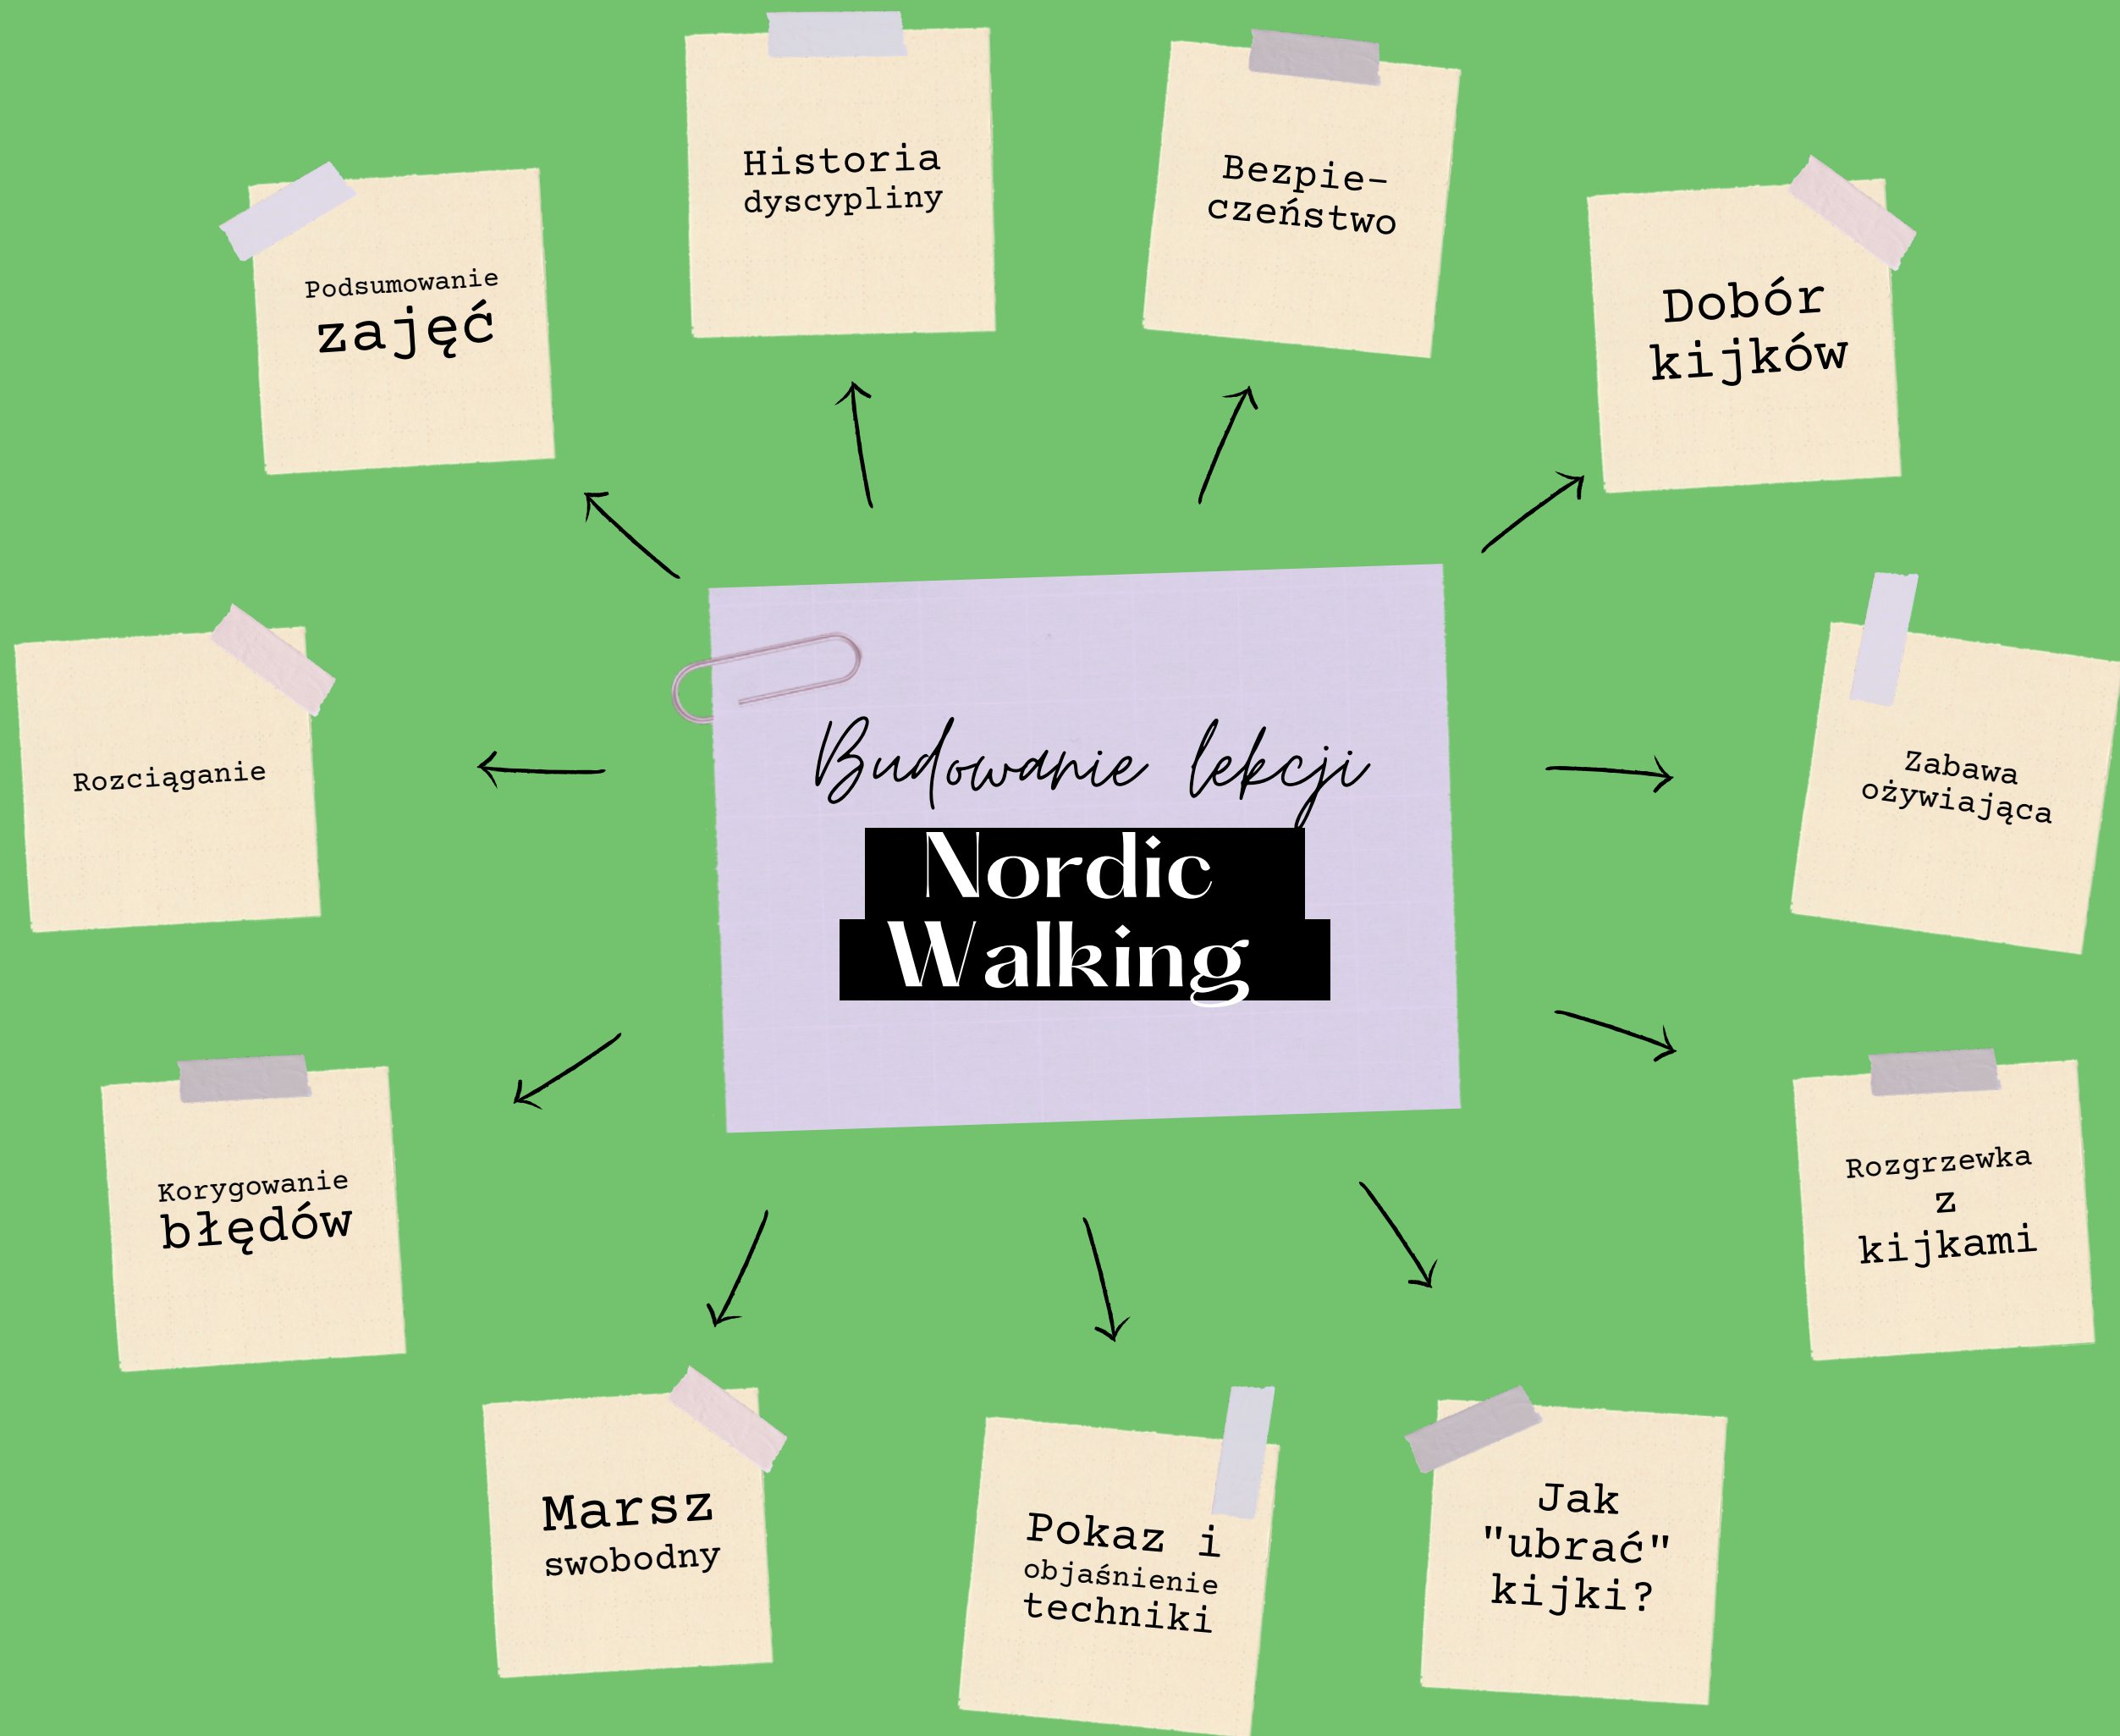 Historia
dyscypliny
Bezpie-
czeństwo
Dobór
kijków
Podsumowanie
zajęć
Budowanie lekcji
Nordic
Walking
Zabawa
ożywiająca
Rozgrzewka
z
kijkami
Jak
"ubrać"
kijki?
Pokaz i
objaśnienie
techniki
Marsz
swobodny
Korygowanie
błędów
Rozciąganie